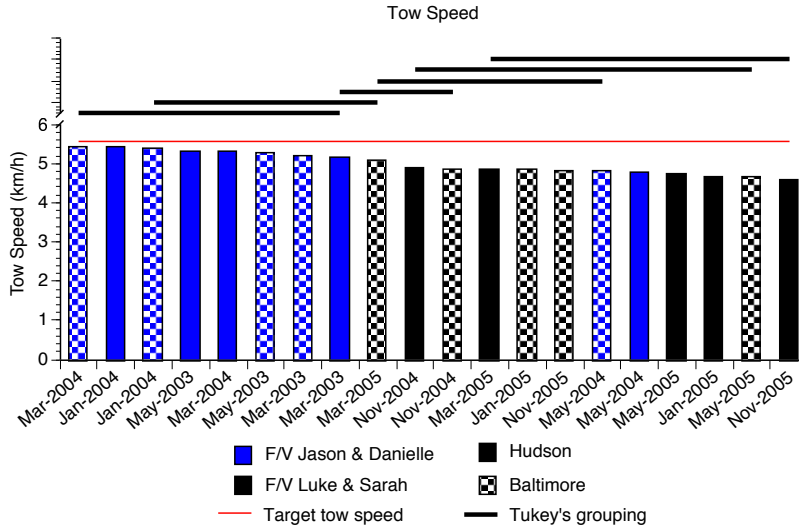 Tow Speed
Tow Speed (km/h)
6
5
4
3
2
1
0
Mar-2004
Jan-2004
Jan-2004
May-2003
Mar-2004
May-2003
Mar-2003
Mar-2003
Mar-2005
Nov-2004
Nov-2004
Mar-2005
Jan-2005
Nov-2005
May-2004
May-2004
May-2005
Jan-2005
May-2005
Nov-2005
F/V Jason & Danielle
Hudson
F/V Luke & Sarah
Baltimore
Target tow speed
Tukey's grouping